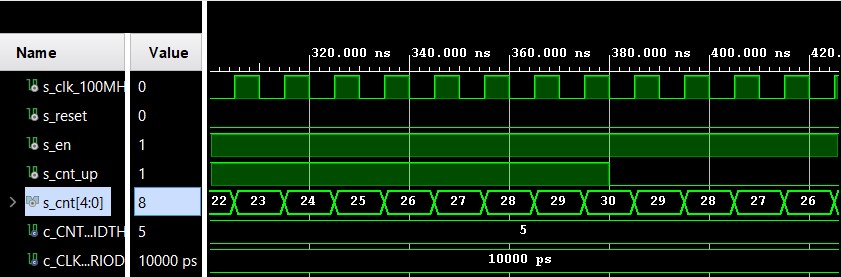 Name Value
320.000 ns 340.000 ns 360.000 ns 380.000 ns 400.000 ns 420.
s_clk_100MH 0
s_reset 0
s_en 1
s_cnt_up 1
s_cnt[4:0] 8 22 23 24 25 26 27 28 29 30 29 28 27 26
c_CNT...IDTH 5 5
c_CLK...RIOD 10000 ps 10000 ps